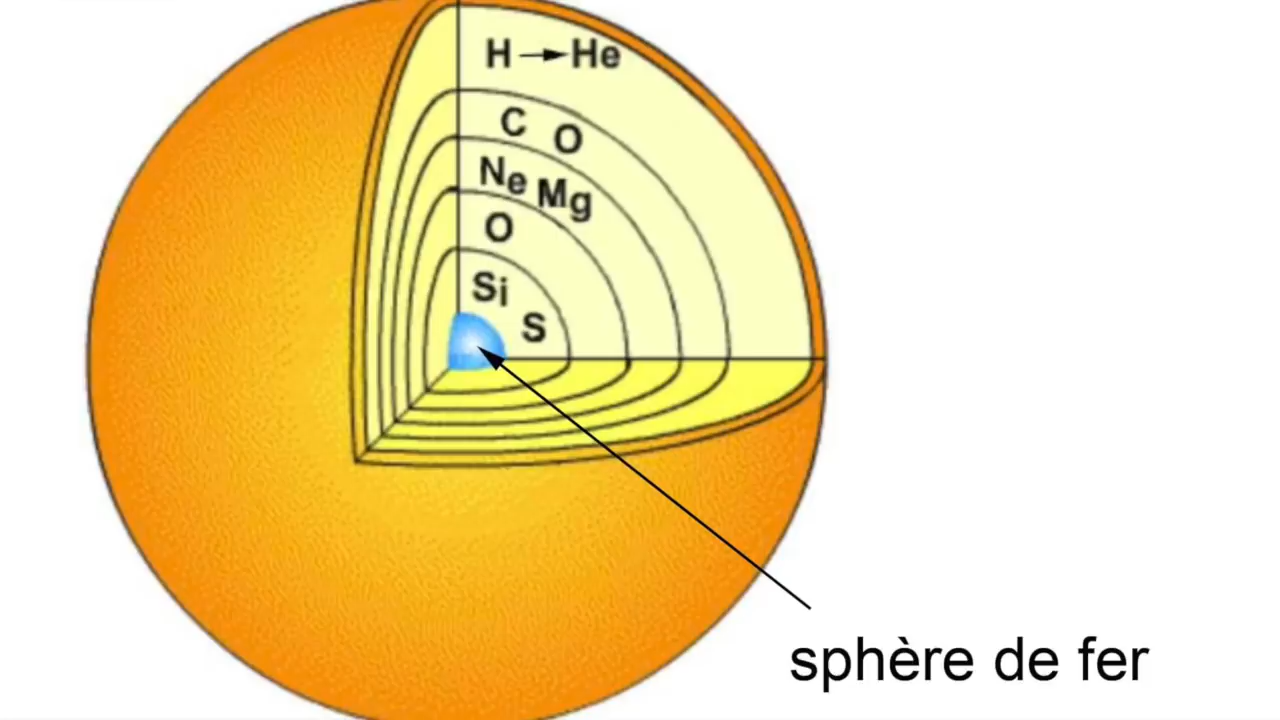 H → He
C O
Ne Mg
O
Si
S
sphère de fer